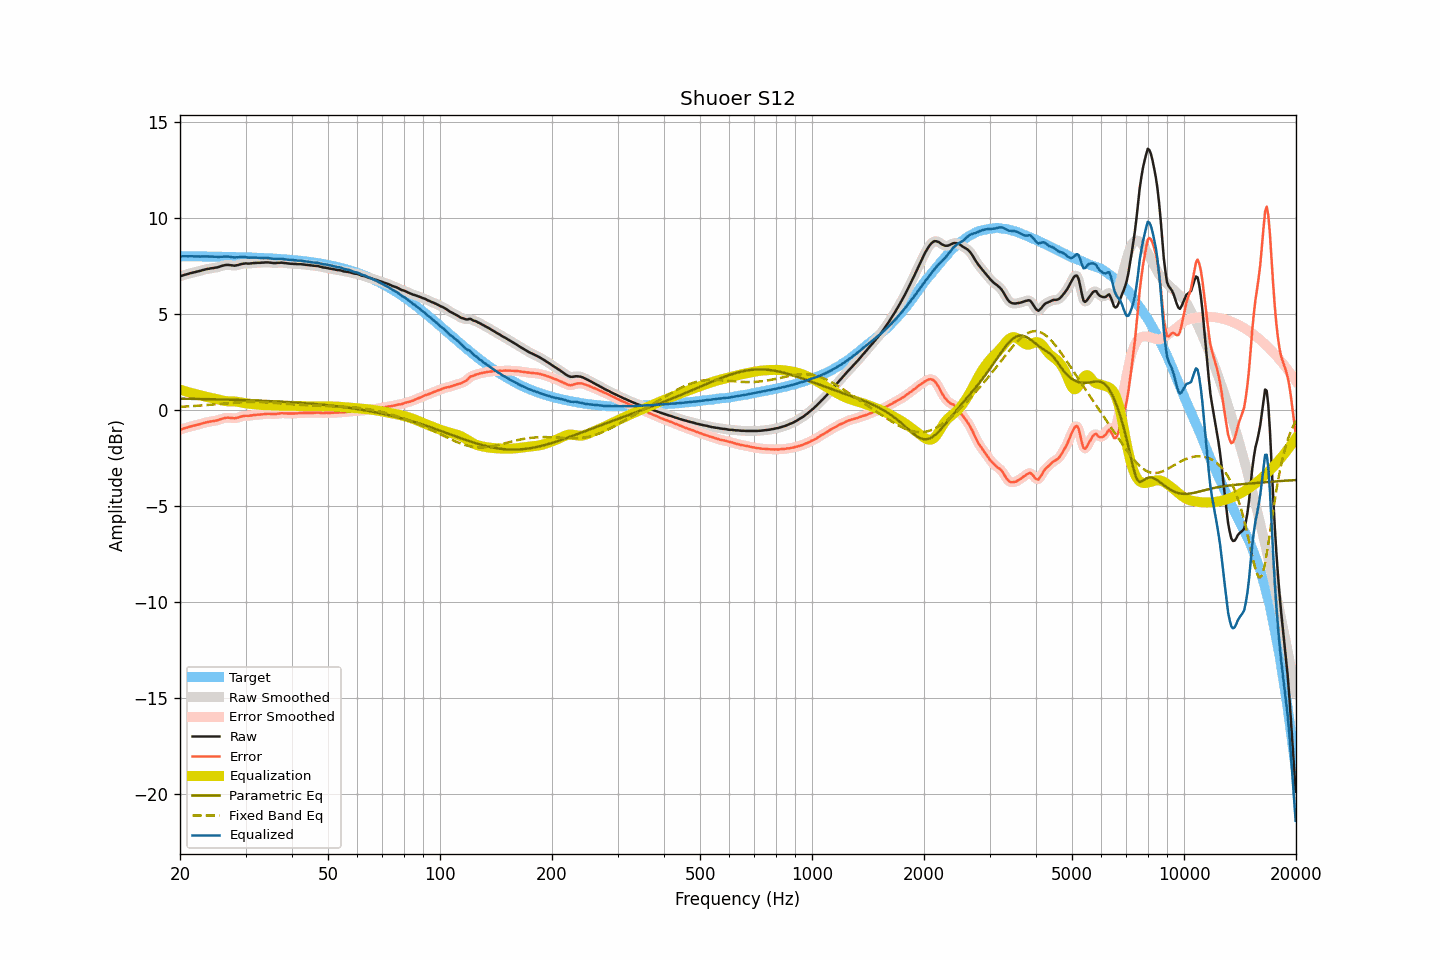 Shuoer S12
Amplitude (dBr)
15
10
5
0
−5
−10
−15
−20
Target
Raw Smoothed
Error Smoothed
Raw
Error
Equalization
Parametric Eq
Fixed Band Eq
Equalized
20 50 100 200 500 1000 2000 5000 10000 20000
Frequency (Hz)